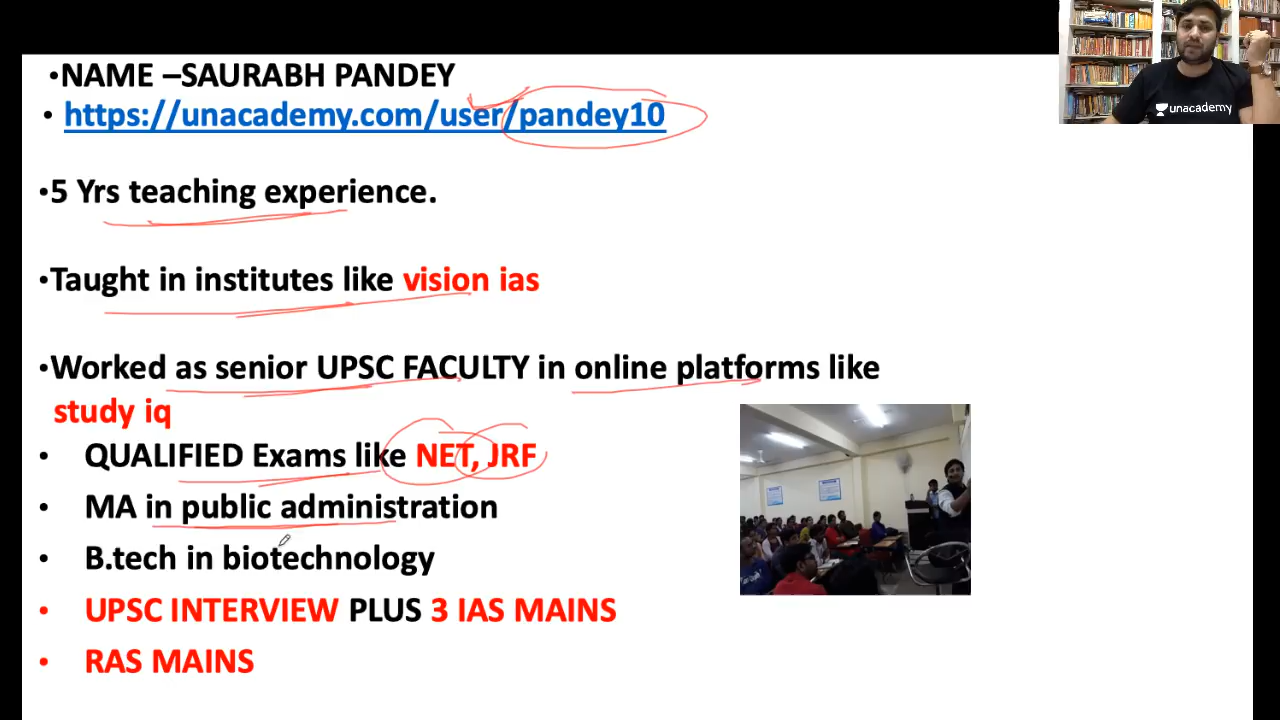 •NAME –SAURABH PANDEY
• https://unacademy.com/user/pandey10
•5 Yrs teaching experience.
•Taught in institutes like vision ias
•Worked as senior UPSC FACULTY in online platforms like
study iq
• QUALIFIED Exams like NET, JRF
• MA in public administration
• B.tech in biotechnology
• UPSC INTERVIEW PLUS 3 IAS MAINS
• RAS MAINS
unacademy